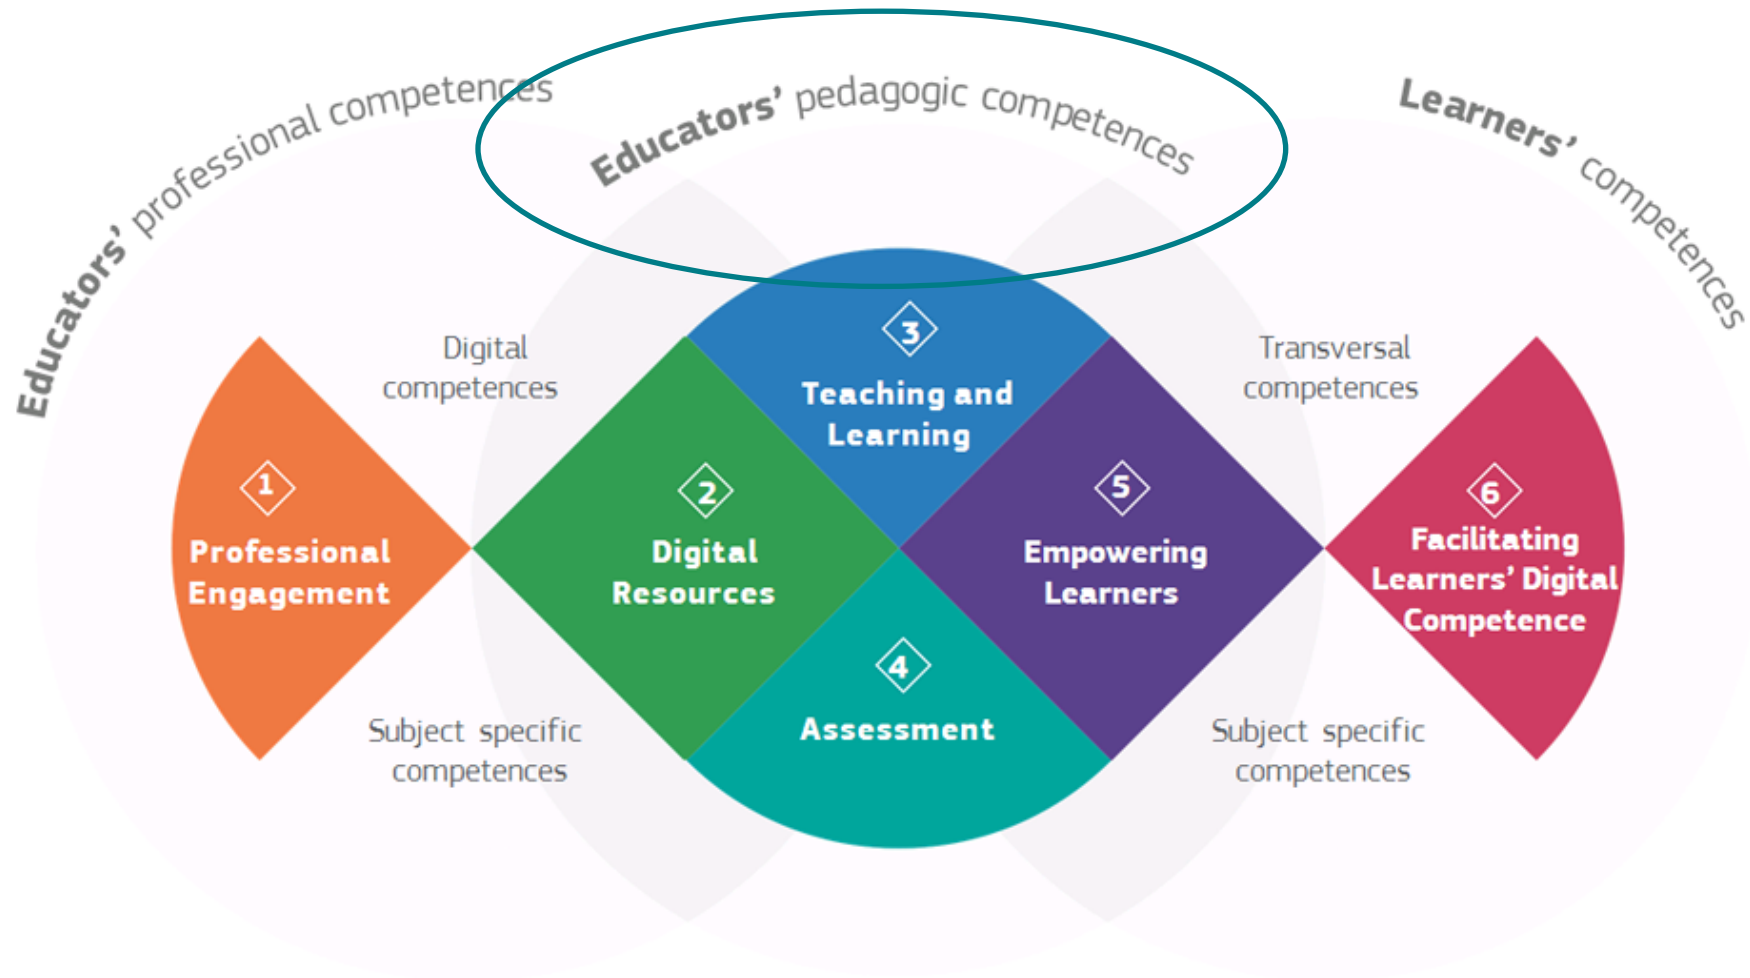 Educators’ professional competences
Educators’ pedagogic competences
Learners’ competences
Digital
competences
Transversal
competences
1
Professional
Engagement
2
Digital
Resources
3
Teaching and
Learning
4
Assessment
5
Empowering
Learners
6
Facilitating
Learners’ Digital
Competence
Subject specific
competences
Subject specific
competences